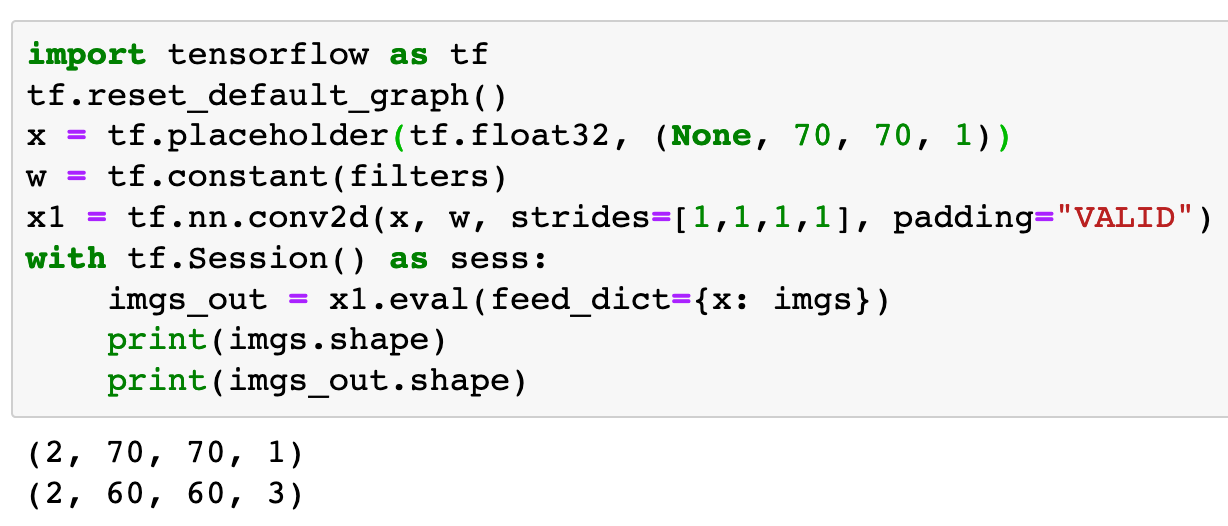 import tensorflow as tf
tf.reset_default_graph()
x = tf.placeholder(tf.float32, (None, 70, 70, 1))
w = tf.constant(filters)
x1 = tf.nn.conv2d(x, w, strides=[1,1,1,1], padding="VALID")
with tf.Session() as sess:
    imgs_out = x1.eval(feed_dict={x: imgs})
    print(imgs.shape)
    print(imgs_out.shape)
(2, 70, 70, 1)
(2, 60, 60, 3)